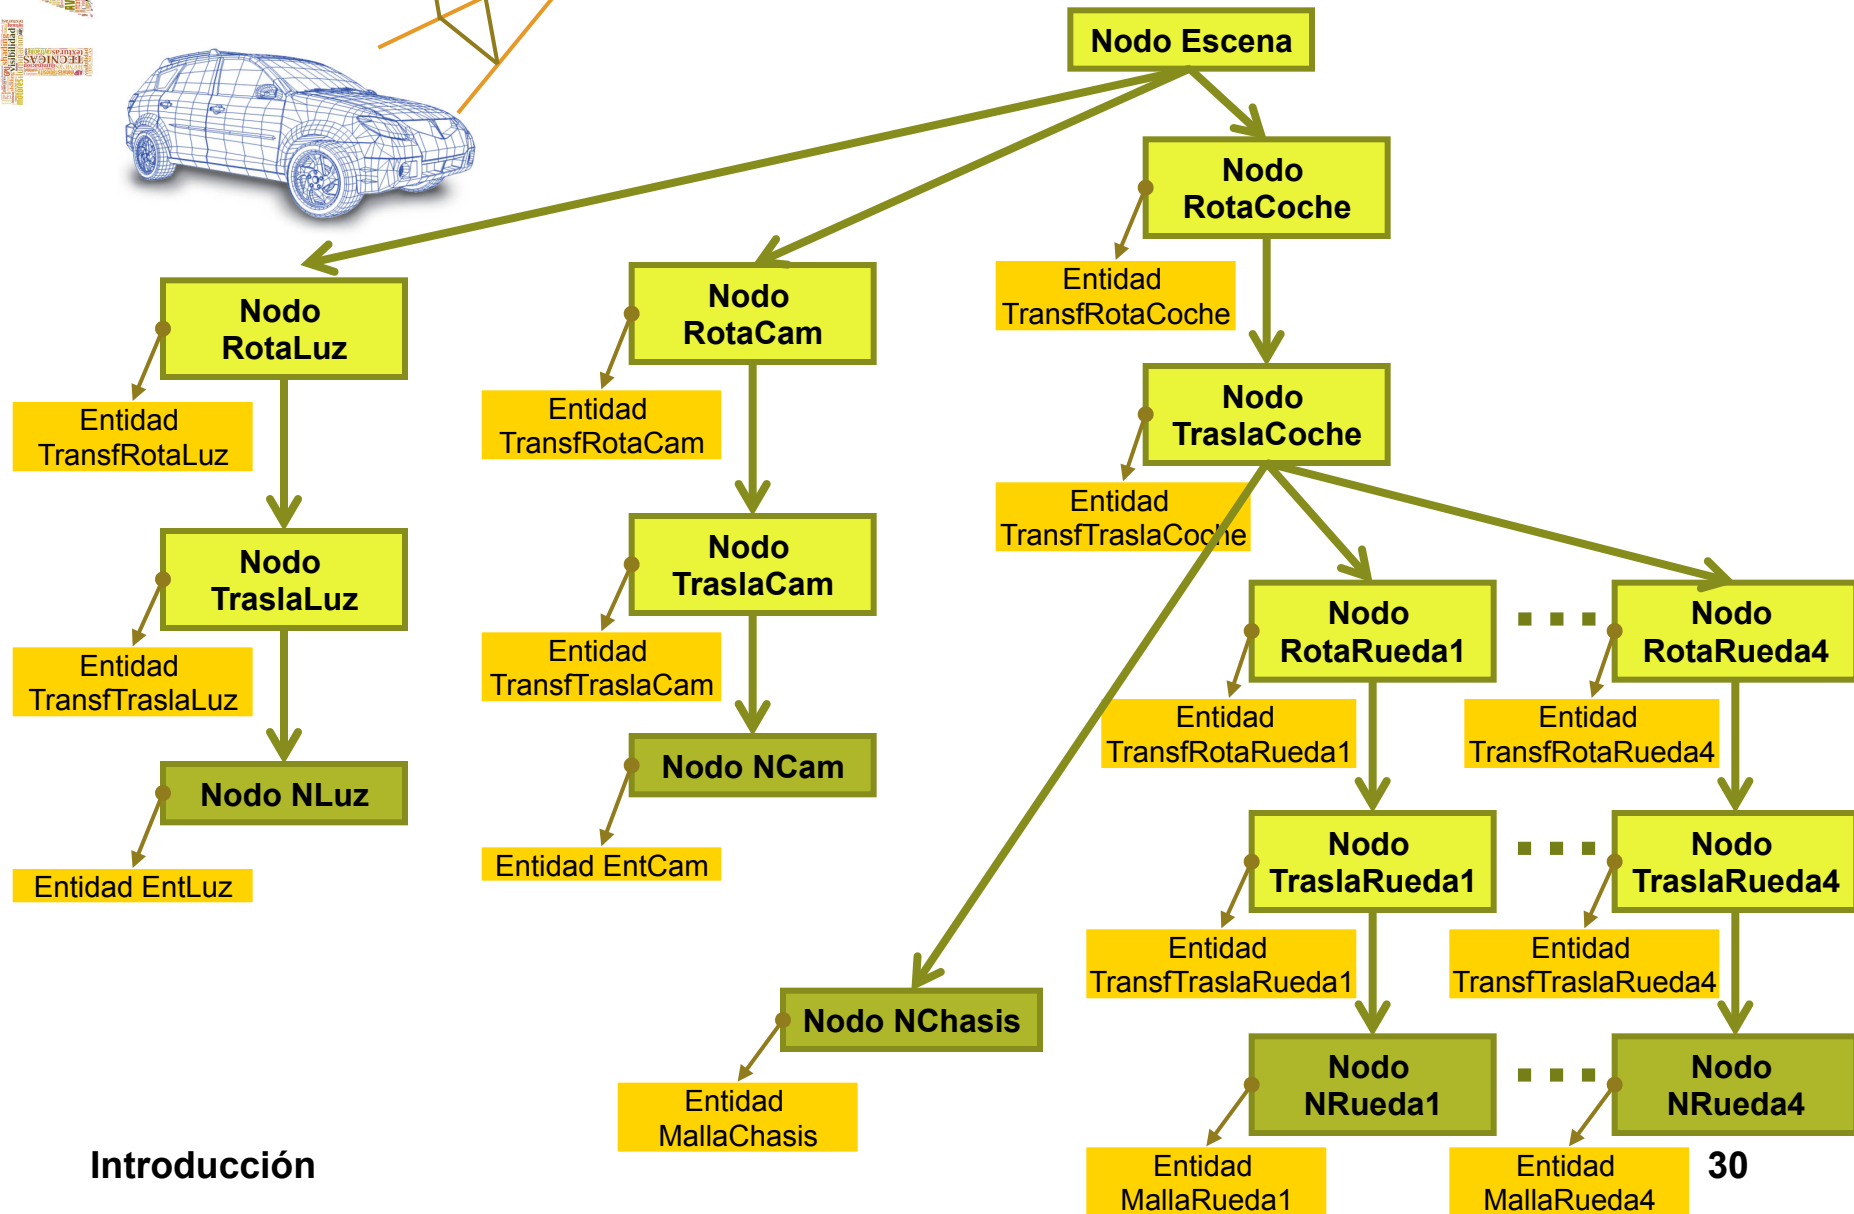 visibilidad
texturas
TÉCNICAS
Nodo Escena
Nodo
RotaCoche
Entidad
TransfRotaCoche
Nodo
RotaLuz
Entidad
TransfRotaLuz
Nodo
RotaCam
Entidad
TransfRotaCam
Nodo
TraslaCoche
Entidad
TransfTraslaCoche
Nodo
TraslaLuz
Entidad
TransfTraslaLuz
Nodo
TraslaCam
Entidad
TransfTraslaCam
Nodo
RotaRueda1
Entidad
TransfRotaRueda1
Nodo
RotaRueda4
Entidad
TransfRotaRueda4
Nodo NLuz
Entidad EntLuz
Nodo NCam
Entidad EntCam
Nodo
TraslaRueda1
Entidad
TransfTraslaRueda1
Nodo
TraslaRueda4
Entidad
TransfTraslaRueda4
Nodo NChasis
Entidad
MallaChasis
Nodo
NRueda1
Entidad
MallaRueda1
Nodo
NRueda4
Entidad
MallaRueda4
Introducción
30